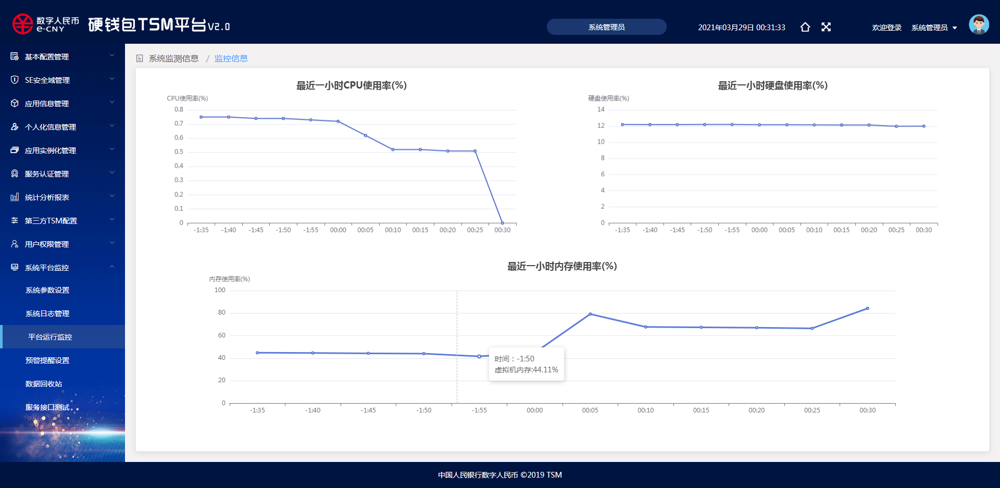 数字人民币
e-CNY
硬钱包TSM平台V2.0
系统管理员
2021年03月29日 00:31:33
欢迎登录 系统管理员
基本配置管理
SE安全域管理
应用信息管理
个人化信息管理
应用实例化管理
服务认证管理
统计分析报表
第三方TSM配置
用户权限管理
系统平台监控
系统参数设置
系统日志管理
平台运行监控
预警提醒设置
数据回收站
服务接口测试
系统监测信息 / 监控信息
最近一小时CPU使用率(%)
CPU使用率(%)
0.8
0.7
0.6
0.5
0.4
0.3
0.2
0.1
0
-1:35 -1:40 -1:45 -1:50 -1:55 00:00 00:05 00:10 00:15 00:20 00:25 00:30
最近一小时硬盘使用率(%)
硬盘使用率(%)
14
12
10
8
6
4
2
0
-1:35 -1:40 -1:45 -1:50 -1:55 00:00 00:05 00:10 00:15 00:20 00:25 00:30
最近一小时内存使用率(%)
内存使用率(%)
100
80
60
40
20
0
时间：-1:50
虚拟机内存:44.11%
-1:35 -1:40 -1:45 -1:50 -1:55 00:00 00:05 00:10 00:15 00:20 00:25 00:30
中国人民银行数字人民币 ©2019 TSM